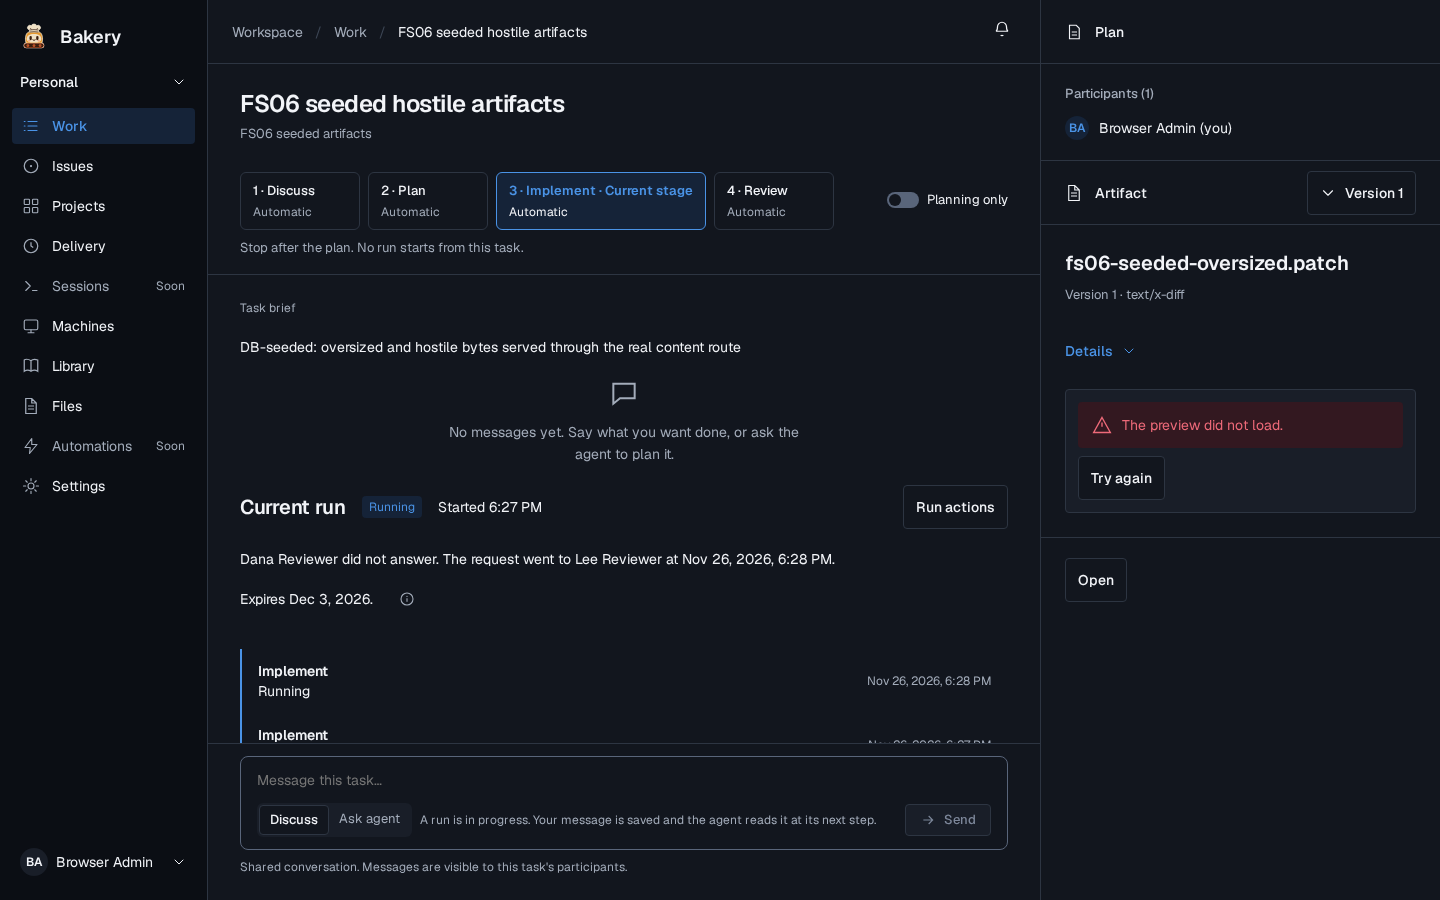 Bakery
Personal
Work
Issues
Projects
Delivery
Sessions Soon
Machines
Library
Files
Automations Soon
Settings
BA Browser Admin
Workspace / Work / FS06 seeded hostile artifacts
FS06 seeded hostile artifacts
FS06 seeded artifacts
1 · Discuss
Automatic
2 · Plan
Automatic
3 · Implement · Current stage
Automatic
4 · Review
Automatic
Planning only
Stop after the plan. No run starts from this task.
Task brief
DB-seeded: oversized and hostile bytes served through the real content route
No messages yet. Say what you want done, or ask the
agent to plan it.
Current run Running Started 6:27 PM Run actions
Dana Reviewer did not answer. The request went to Lee Reviewer at Nov 26, 2026, 6:28 PM.
Expires Dec 3, 2026.
Implement
Running
Nov 26, 2026, 6:28 PM
Implement
Nov 26, 2026, 6:27 PM
Message this task...
Discuss Ask agent A run is in progress. Your message is saved and the agent reads it at its next step. Send
Shared conversation. Messages are visible to this task's participants.
Plan
Participants (1)
BA Browser Admin (you)
Artifact Version 1
fs06-seeded-oversized.patch
Version 1 · text/x-diff
Details
The preview did not load.
Try again
Open